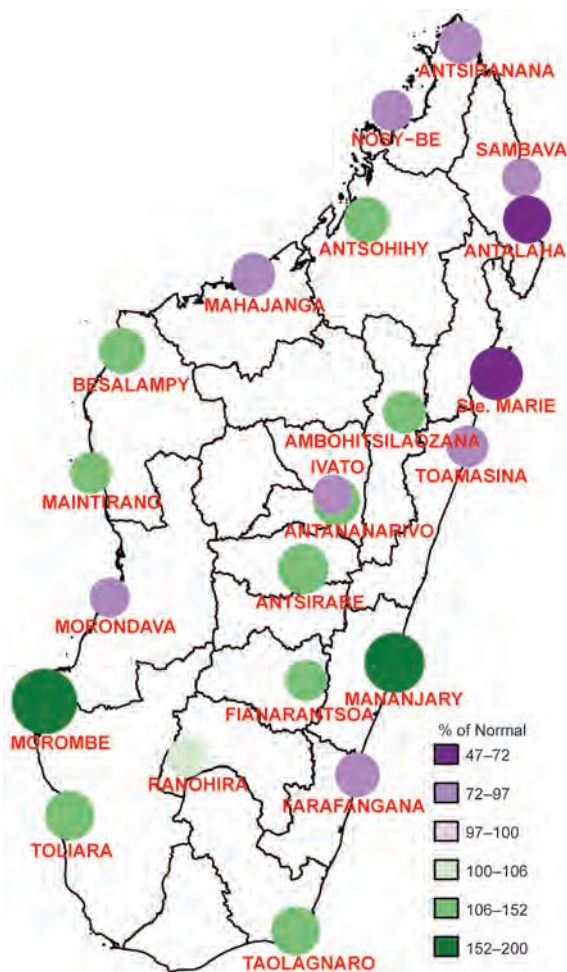 ANTSIRANANA
NOSY-BE
SAMBAVA
ANTSOHIHY
ANTALAHA
MAHAJANGA
BESALAMPY
Ste. MARIE
AMBOHITSILAOZANA
IVATO
TOAMASINA
MAINTIRANO
ANTANANARIVO
ANTSIRABE
MORONDAVA
MANANJARY
FIANARANTSOA
MOROMBE
RANOHIRA
FARAFANGANA
TOLIARA
TAOLAGNARO
% of Normal
47–72
72–97
97–100
100–106
106–152
152–200